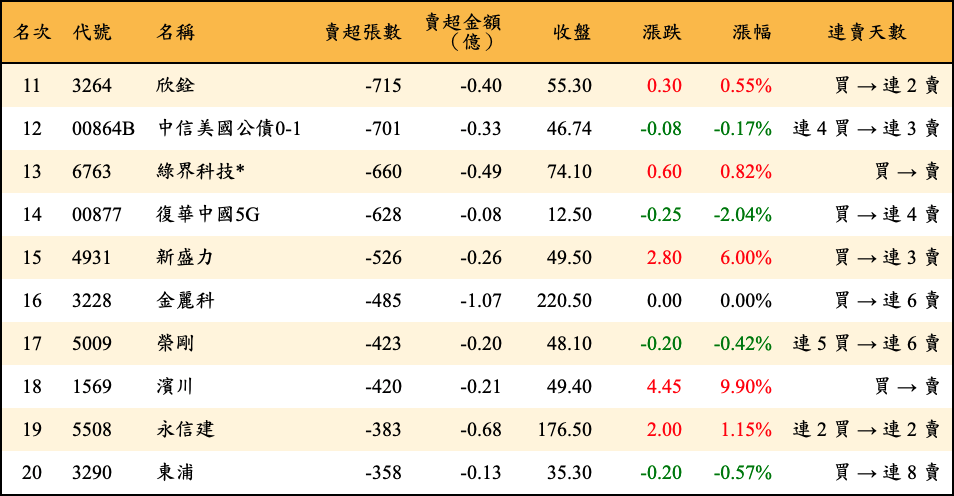 名次 代號 名稱 賣超張數 賣超金額(億) 收盤 漲跌 漲幅 連賣天數
11 3264 欣銓 -715 -0.40 55.30 0.30 0.55% 買→連2賣
12 00864B 中信美國公債0-1 -701 -0.33 46.74 -0.08 -0.17% 連4買→連3賣
13 6763 綠界科技* -660 -0.49 74.10 0.60 0.82% 買→賣
14 00877 復華中國5G -628 -0.08 12.50 -0.25 -2.04% 買→連4賣
15 4931 新盛力 -526 -0.26 49.50 2.80 6.00% 買→連3賣
16 3228 金麗科 -485 -1.07 220.50 0.00 0.00% 買→連6賣
17 5009 榮剛 -423 -0.20 48.10 -0.20 -0.42% 連5買→連6賣
18 1569 濱川 -420 -0.21 49.40 4.45 9.90% 買→賣
19 5508 永信建 -383 -0.68 176.50 2.00 1.15% 連2買→連2賣
20 3290 東浦 -358 -0.13 35.30 -0.20 -0.57% 買→連8賣